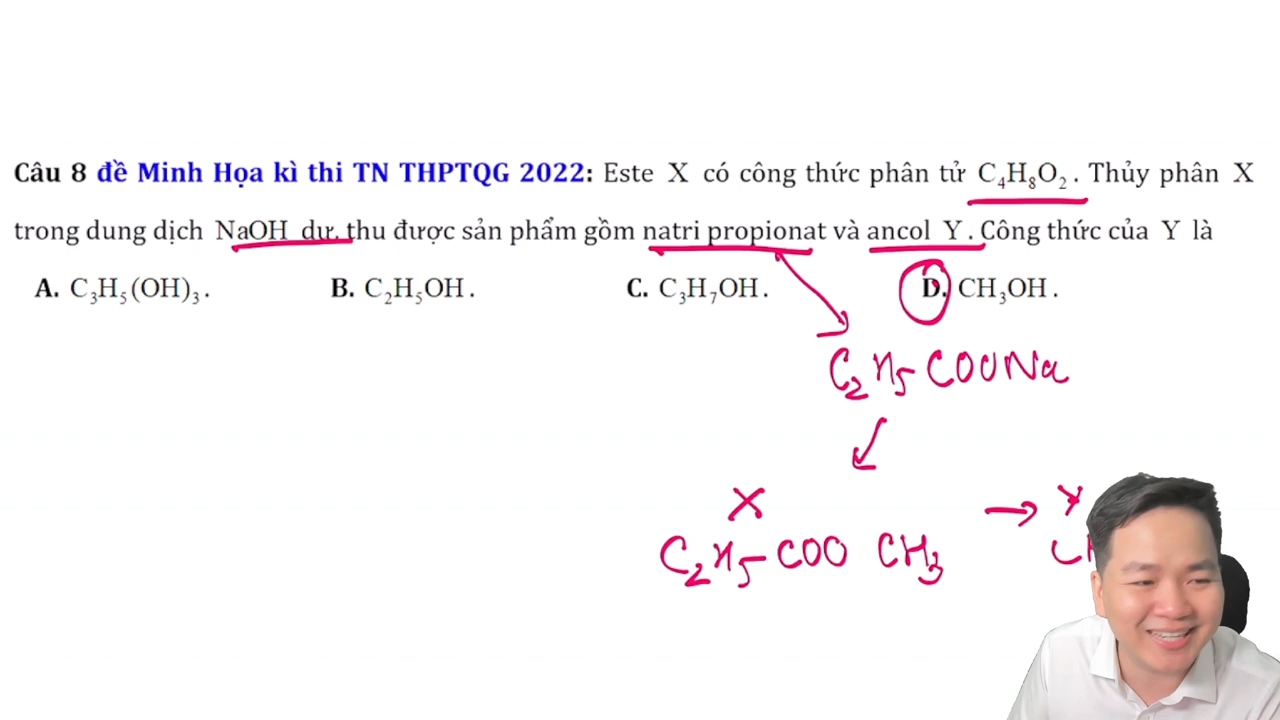 Câu 8 đề Minh Họa kì thi TN THPTQG 2022: Este X có công thức phân tử C₄H₈O₂. Thủy phân X
trong dung dịch NaOH dư, thu được sản phẩm gồm natri propionat và ancol Y. Công thức của Y là
A. C₃H₅(OH)₃. B. C₂H₅OH. C. C₃H₇OH. D. CH₃OH.
C₂H₅COONa
X → Y
C₂H₅COO CH₃